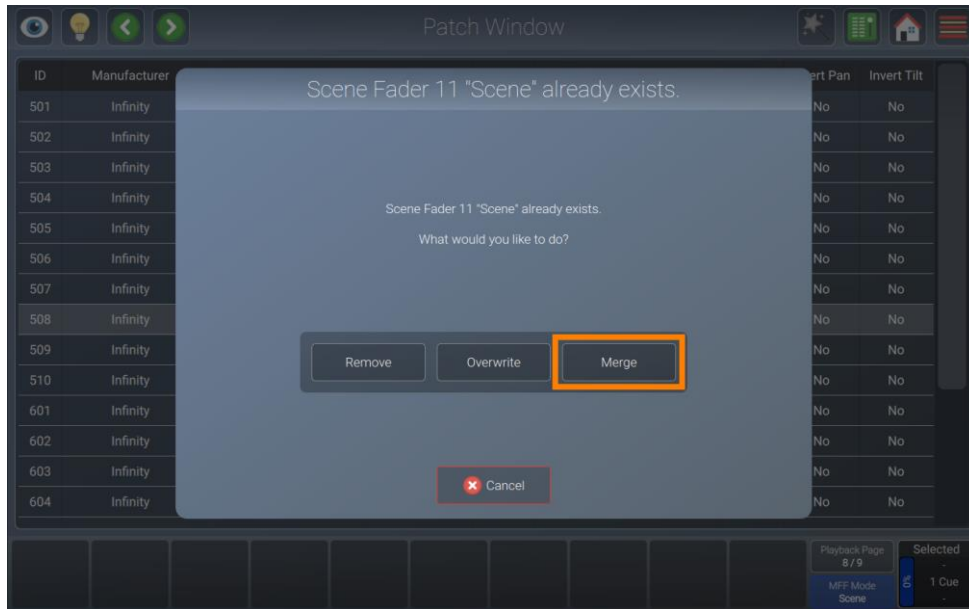 Patch Window
ID Manufacturer ert Pan Invert Tilt
Scene Fader 11 "Scene" already exists.
501 Infinity No No
502 Infinity No No
503 Infinity No No
504 Infinity No No
Scene Fader 11 "Scene" already exists.
505 Infinity No No
What would you like to do?
506 Infinity No No
507 Infinity No No
508 Infinity No No
509 Infinity No No
Remove Overwrite Merge
510 Infinity No No
601 Infinity No No
602 Infinity No No
603 Infinity No No
Cancel
604 Infinity No No
Playback Page
8 / 9
MFF Mode
Scene
0%
Selected
-
1 Cue
-